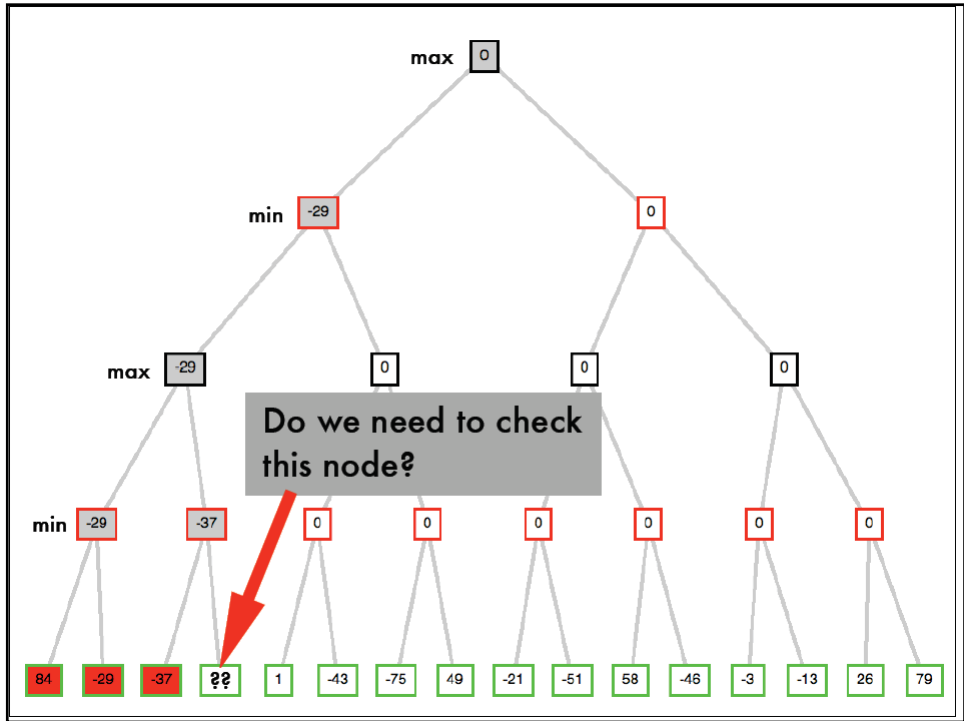 max 0
min -29 0
max -29 0 0 0
Do we need to check
this node?
min -29 -37 0 0 0 0 0 0
84 -29 -37 ?? 1 -43 -75 49 -21 -51 58 -46 -3 -13 26 79